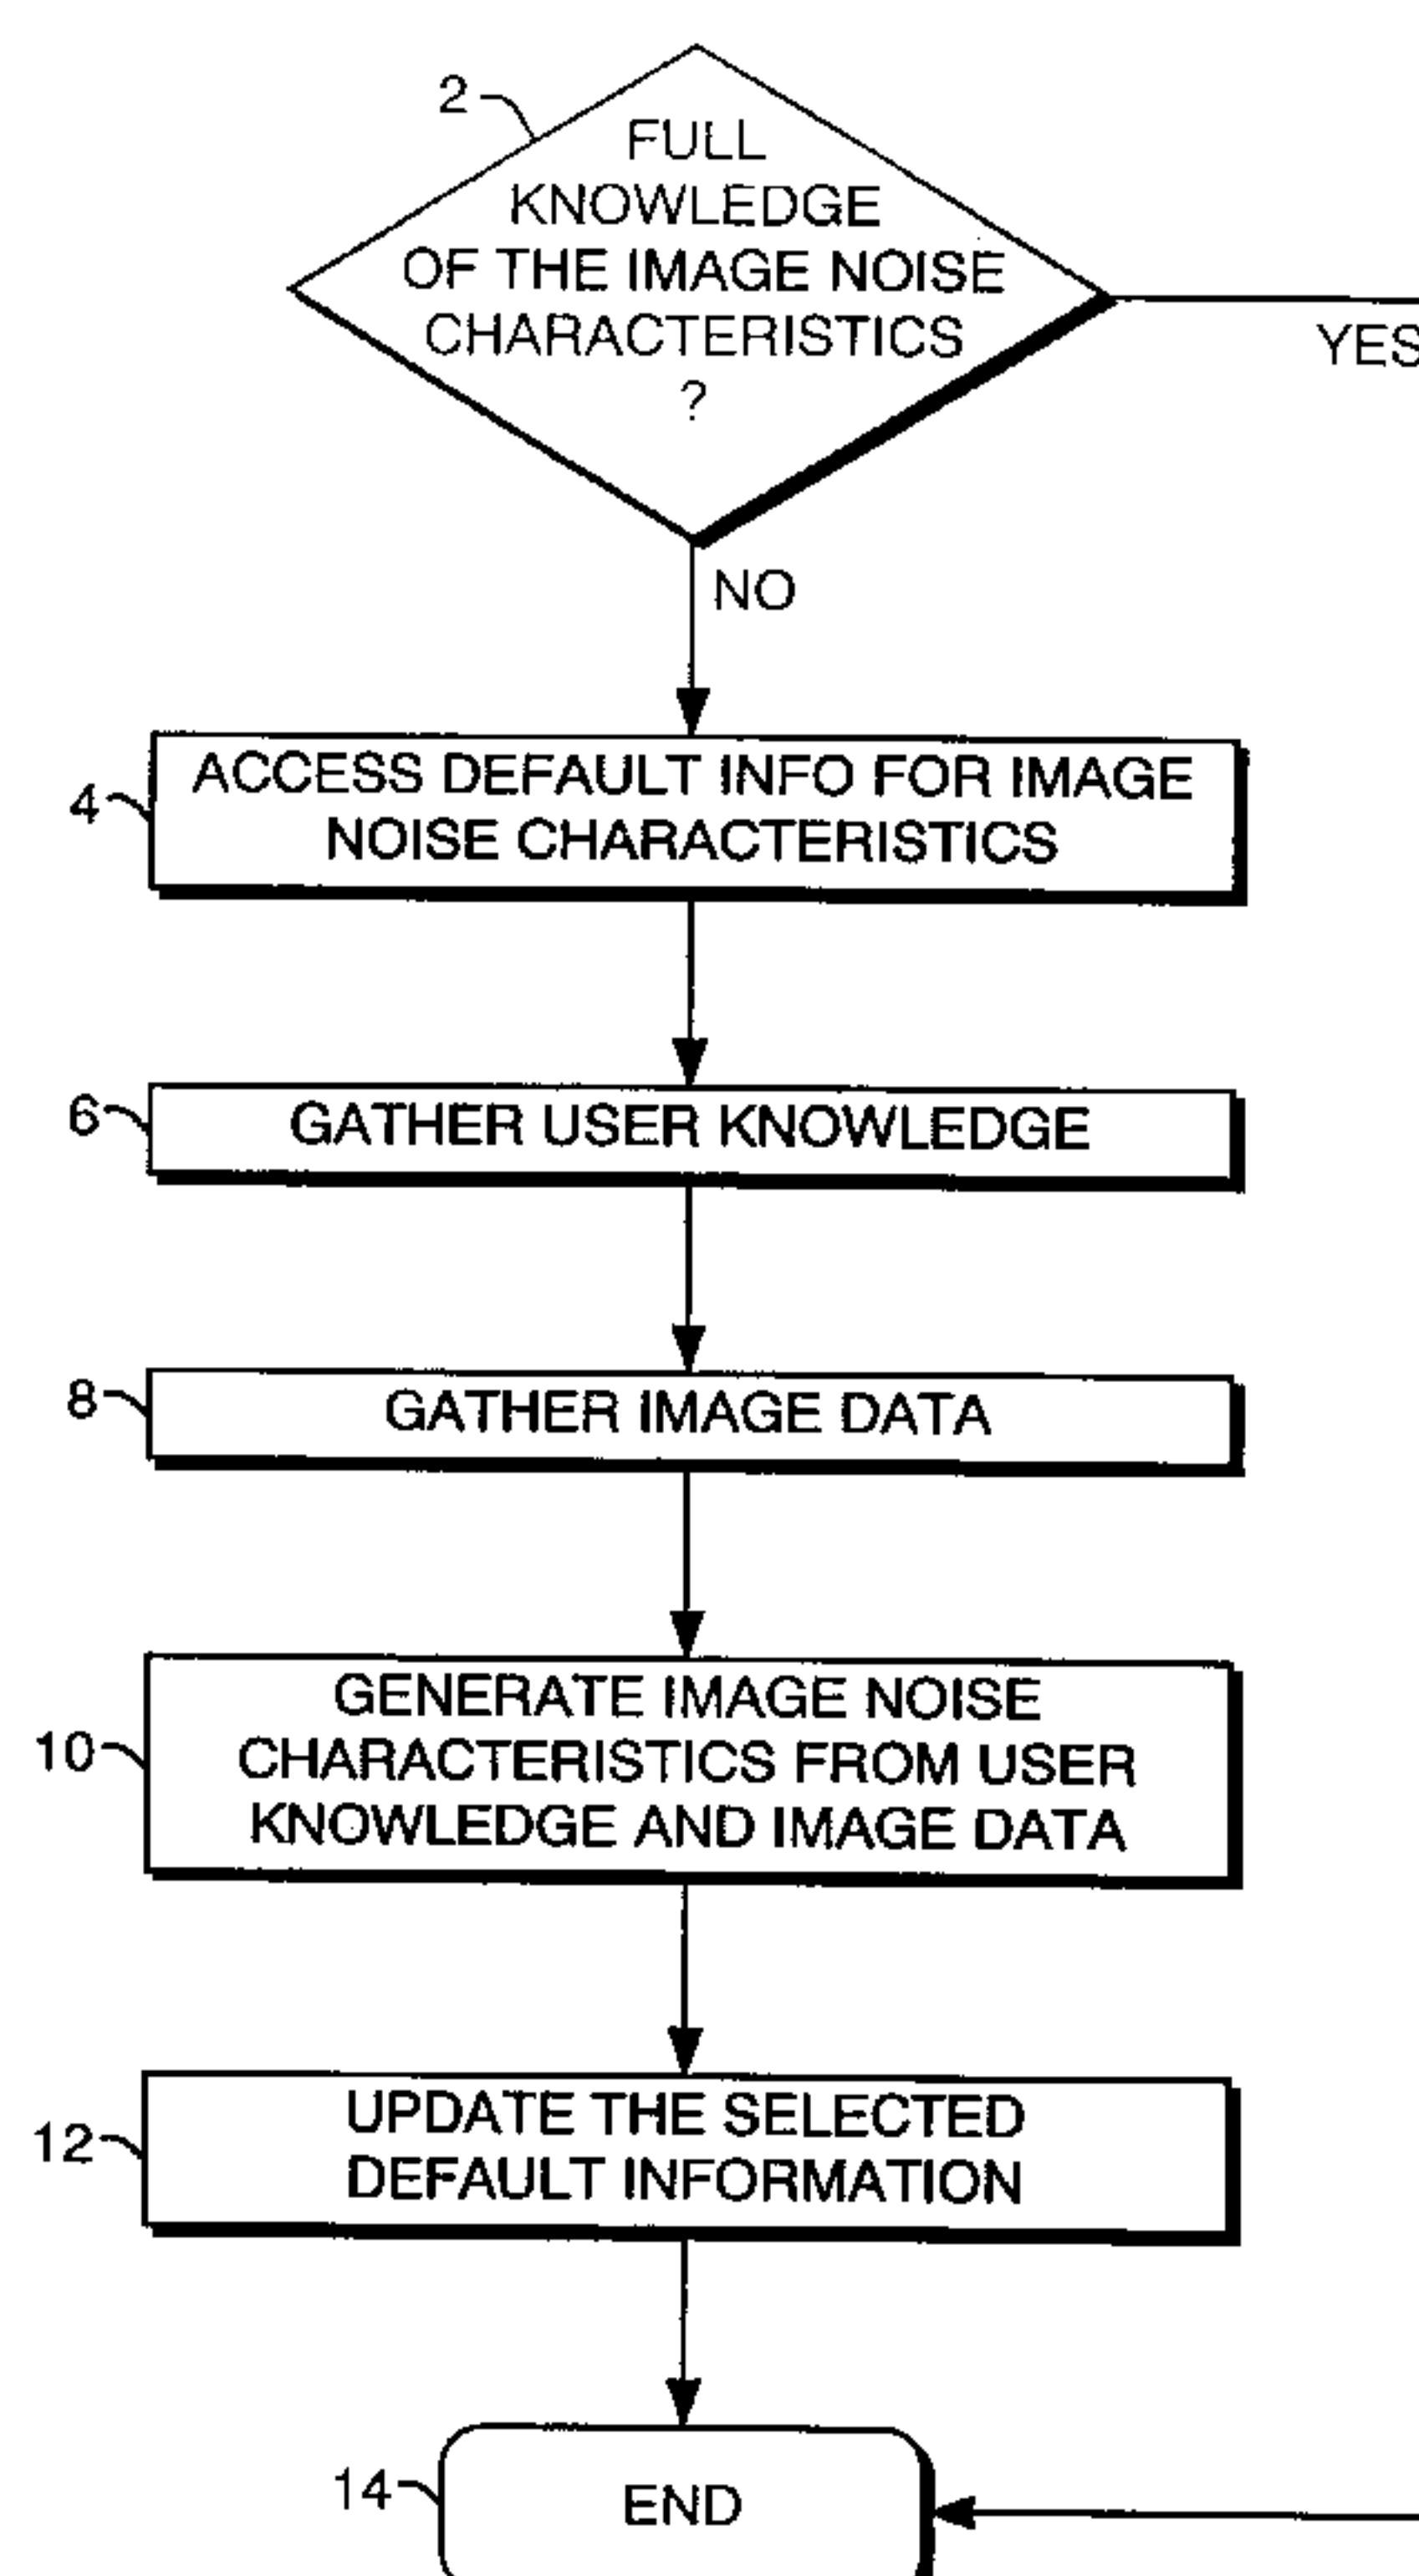 2
FULL
KNOWLEDGE
OF THE IMAGE NOISE
CHARACTERISTICS
?
YES
NO
4
ACCESS DEFAULT INFO FOR IMAGE
NOISE CHARACTERISTICS
6
GATHER USER KNOWLEDGE
8
GATHER IMAGE DATA
10
GENERATE IMAGE NOISE
CHARACTERISTICS FROM USER
KNOWLEDGE AND IMAGE DATA
12
UPDATE THE SELECTED
DEFAULT INFORMATION
14
END